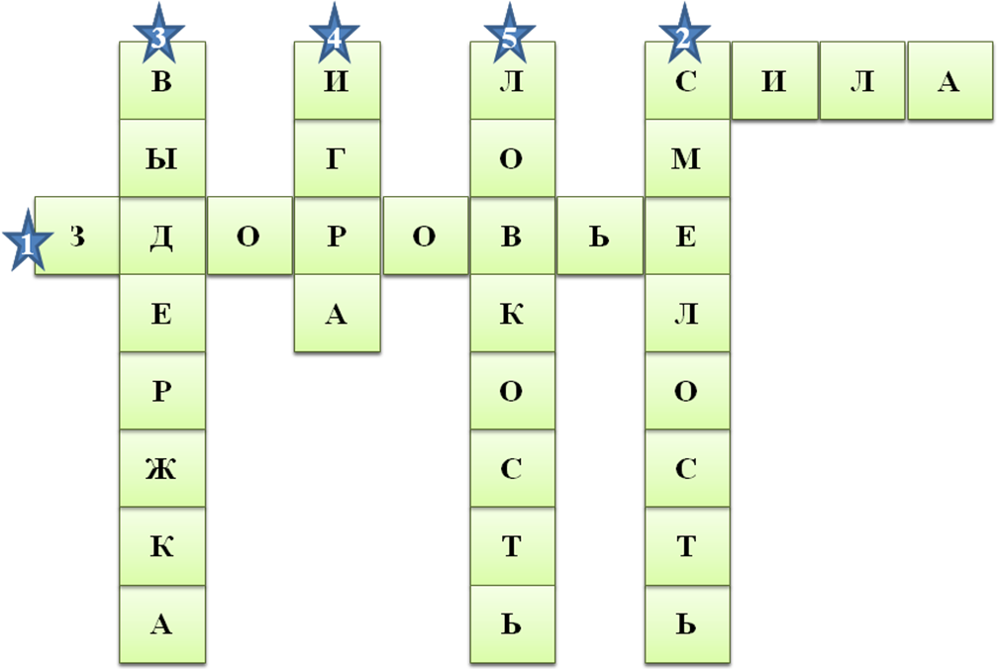 3 4 5 2
В И Л С И Л А
Ы Г О М
1 З Д О Р О В Ь Е
Е А К Л
Р О О
Ж С С
К Т Т
А Ь Ь